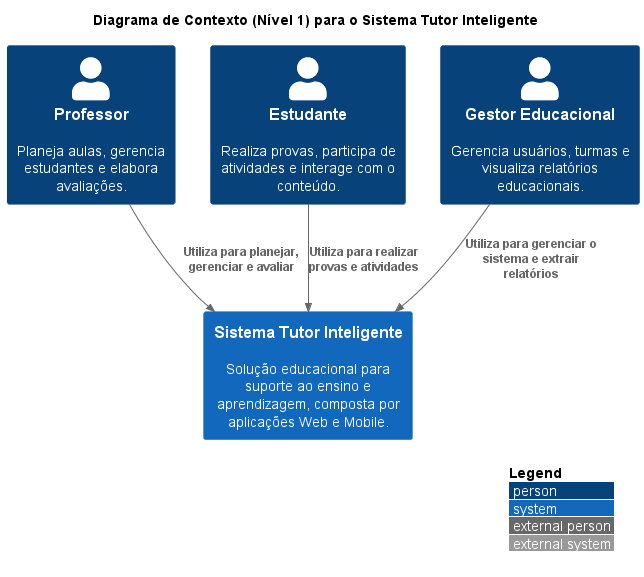 Diagrama de Contexto (Nível 1) para o Sistema Tutor Inteligente
Professor
Planeja aulas, gerencia
estudantes e elabora
avaliações.
Estudante
Realiza provas, participa de
atividades e interage com o
conteúdo.
Gestor Educacional
Gerencia usuários, turmas e
visualiza relatórios
educacionais.
Utiliza para planejar,
gerenciar e avaliar
Utiliza para realizar
provas e atividades
Utiliza para gerenciar o
sistema e extrair
relatórios
Sistema Tutor Inteligente
Solução educacional para
suporte ao ensino e
aprendizagem, composta por
aplicações Web e Mobile.
Legend
person
system
external person
external system